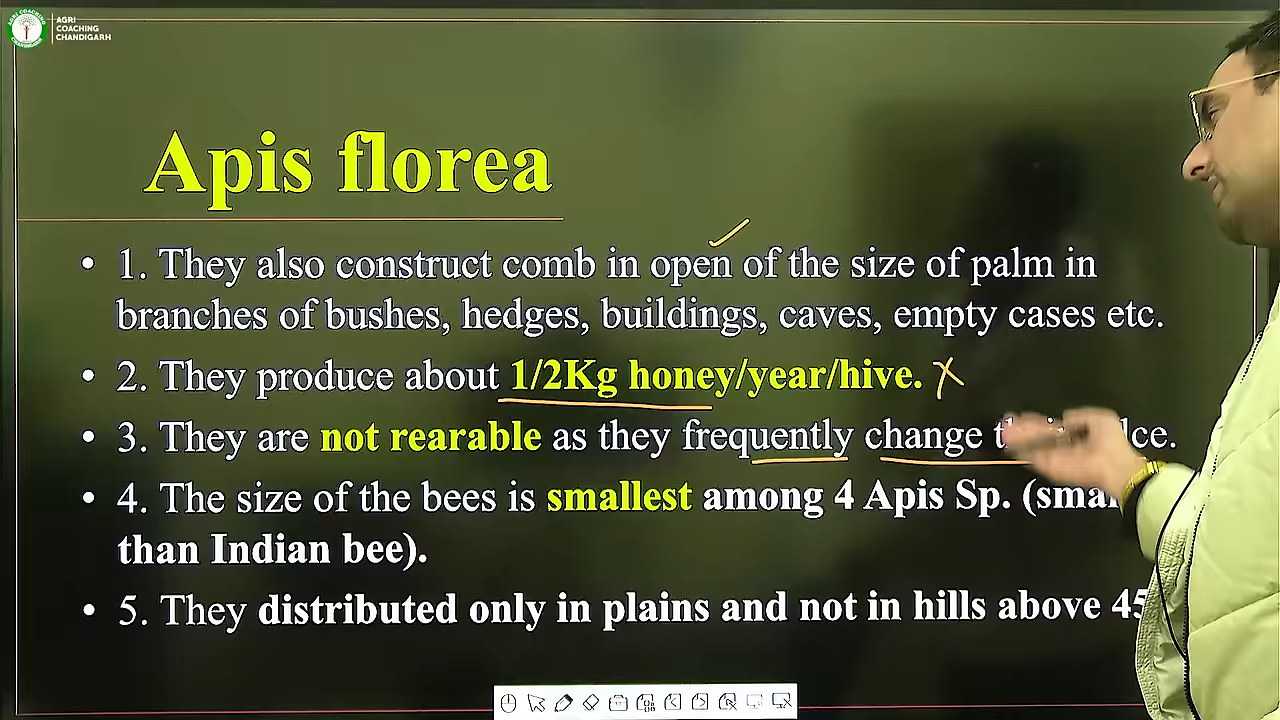 AGRI
COACHING
CHANDIGARH
Apis florea
• 1. They also construct comb in open of the size of palm in
branches of bushes, hedges, buildings, caves, empty cases etc.
• 2. They produce about 1/2Kg honey/year/hive.
• 3. They are not rearable as they frequently change
• 4. The size of the bees is smallest among 4 Apis Sp.
than Indian bee).
• 5. They distributed only in plains and not in hills above